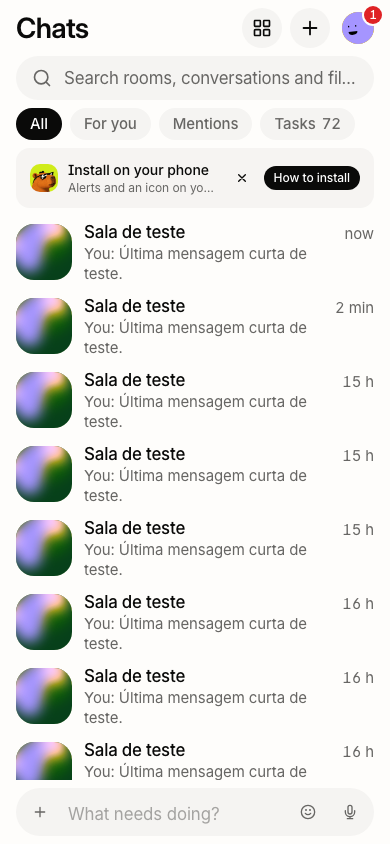 Chats
1
Search rooms, conversations and fil...
All
For you
Mentions
Tasks 72
Install on your phone
Alerts and an icon on yo...
How to install
Sala de teste
now
You: Última mensagem curta de
teste.
Sala de teste
2 min
You: Última mensagem curta de
teste.
Sala de teste
15 h
You: Última mensagem curta de
teste.
Sala de teste
15 h
You: Última mensagem curta de
teste.
Sala de teste
15 h
You: Última mensagem curta de
teste.
Sala de teste
16 h
You: Última mensagem curta de
teste.
Sala de teste
16 h
You: Última mensagem curta de
teste.
Sala de teste
16 h
You: Última mensagem curta de
What needs doing?